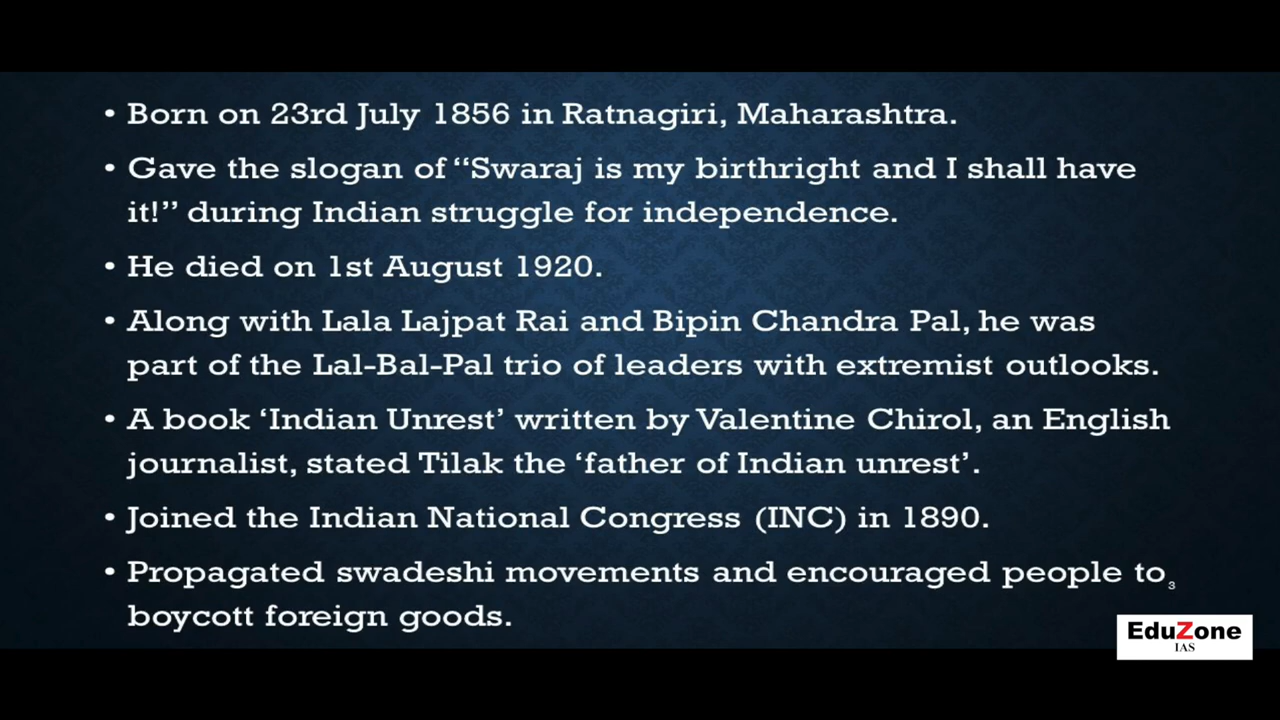 • Born on 23rd July 1856 in Ratnagiri, Maharashtra.
• Gave the slogan of “Swaraj is my birthright and I shall have
it!” during Indian struggle for independence.
• He died on 1st August 1920.
• Along with Lala Lajpat Rai and Bipin Chandra Pal, he was
part of the Lal-Bal-Pal trio of leaders with extremist outlooks.
• A book ‘Indian Unrest’ written by Valentine Chirol, an English
journalist, stated Tilak the ‘father of Indian unrest’.
• Joined the Indian National Congress (INC) in 1890.
• Propagated swadeshi movements and encouraged people to
boycott foreign goods.
3
EduZone
IAS